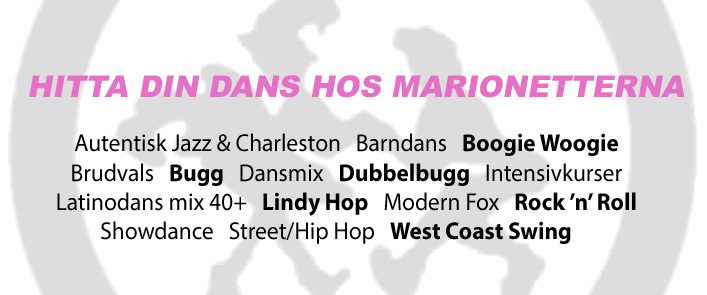 HITTA DIN DANS HOS MARIONETTERNA
Autentisk Jazz & Charleston Barndans Boogie Woogie
Brudvals Bugg Dansmix Dubbelbugg Intensivkurser
Latinodans mix 40+ Lindy Hop Modern Fox Rock ’n’ Roll
Showdance Street/Hip Hop West Coast Swing